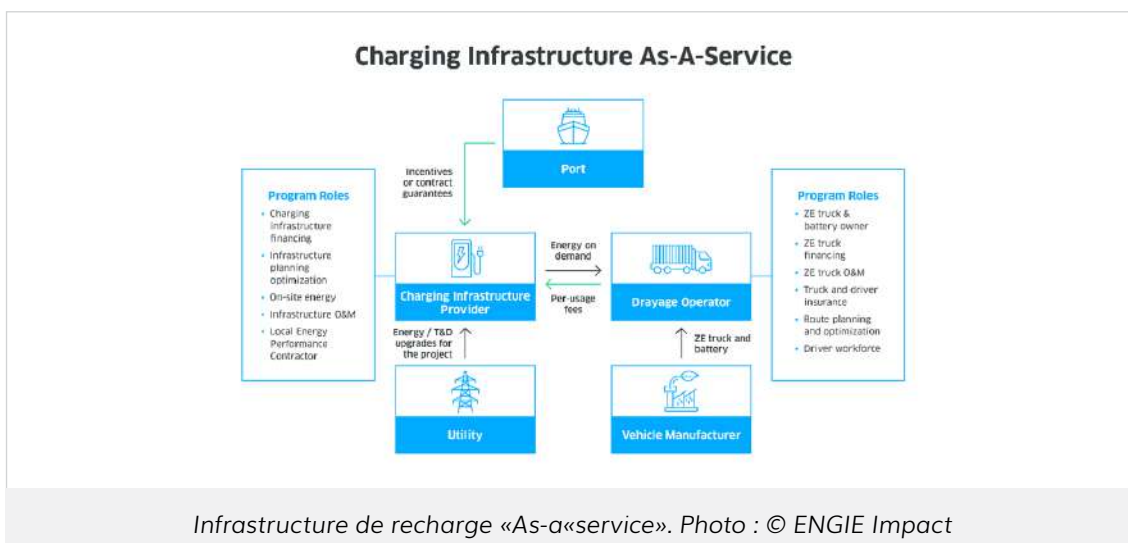 Charging Infrastructure As-A-Service
Port
Incentives
or contract
guarantees
Program Roles
• Charging
Infrastructure
financing
• Infrastructure
planning
optimization
• On-site energy
• Infrastructure O&M
• Local Energy
Performance
Contractor
Charging Infrastructure
Provider
Energy on
demand
Per-usage
fees
Drayage Operator
Program Roles
• ZE truck &
battery owner
• ZE truck
financing
• ZE truck O&M
• Truck and driver
insurance
• Route planning
and optimization
• Driver workforce
Energy / T&D
upgrades for
the project
ZE truck and
battery
Utility
Vehicle Manufacturer
Infrastructure de recharge «As-a«service». Photo : © ENGIE Impact